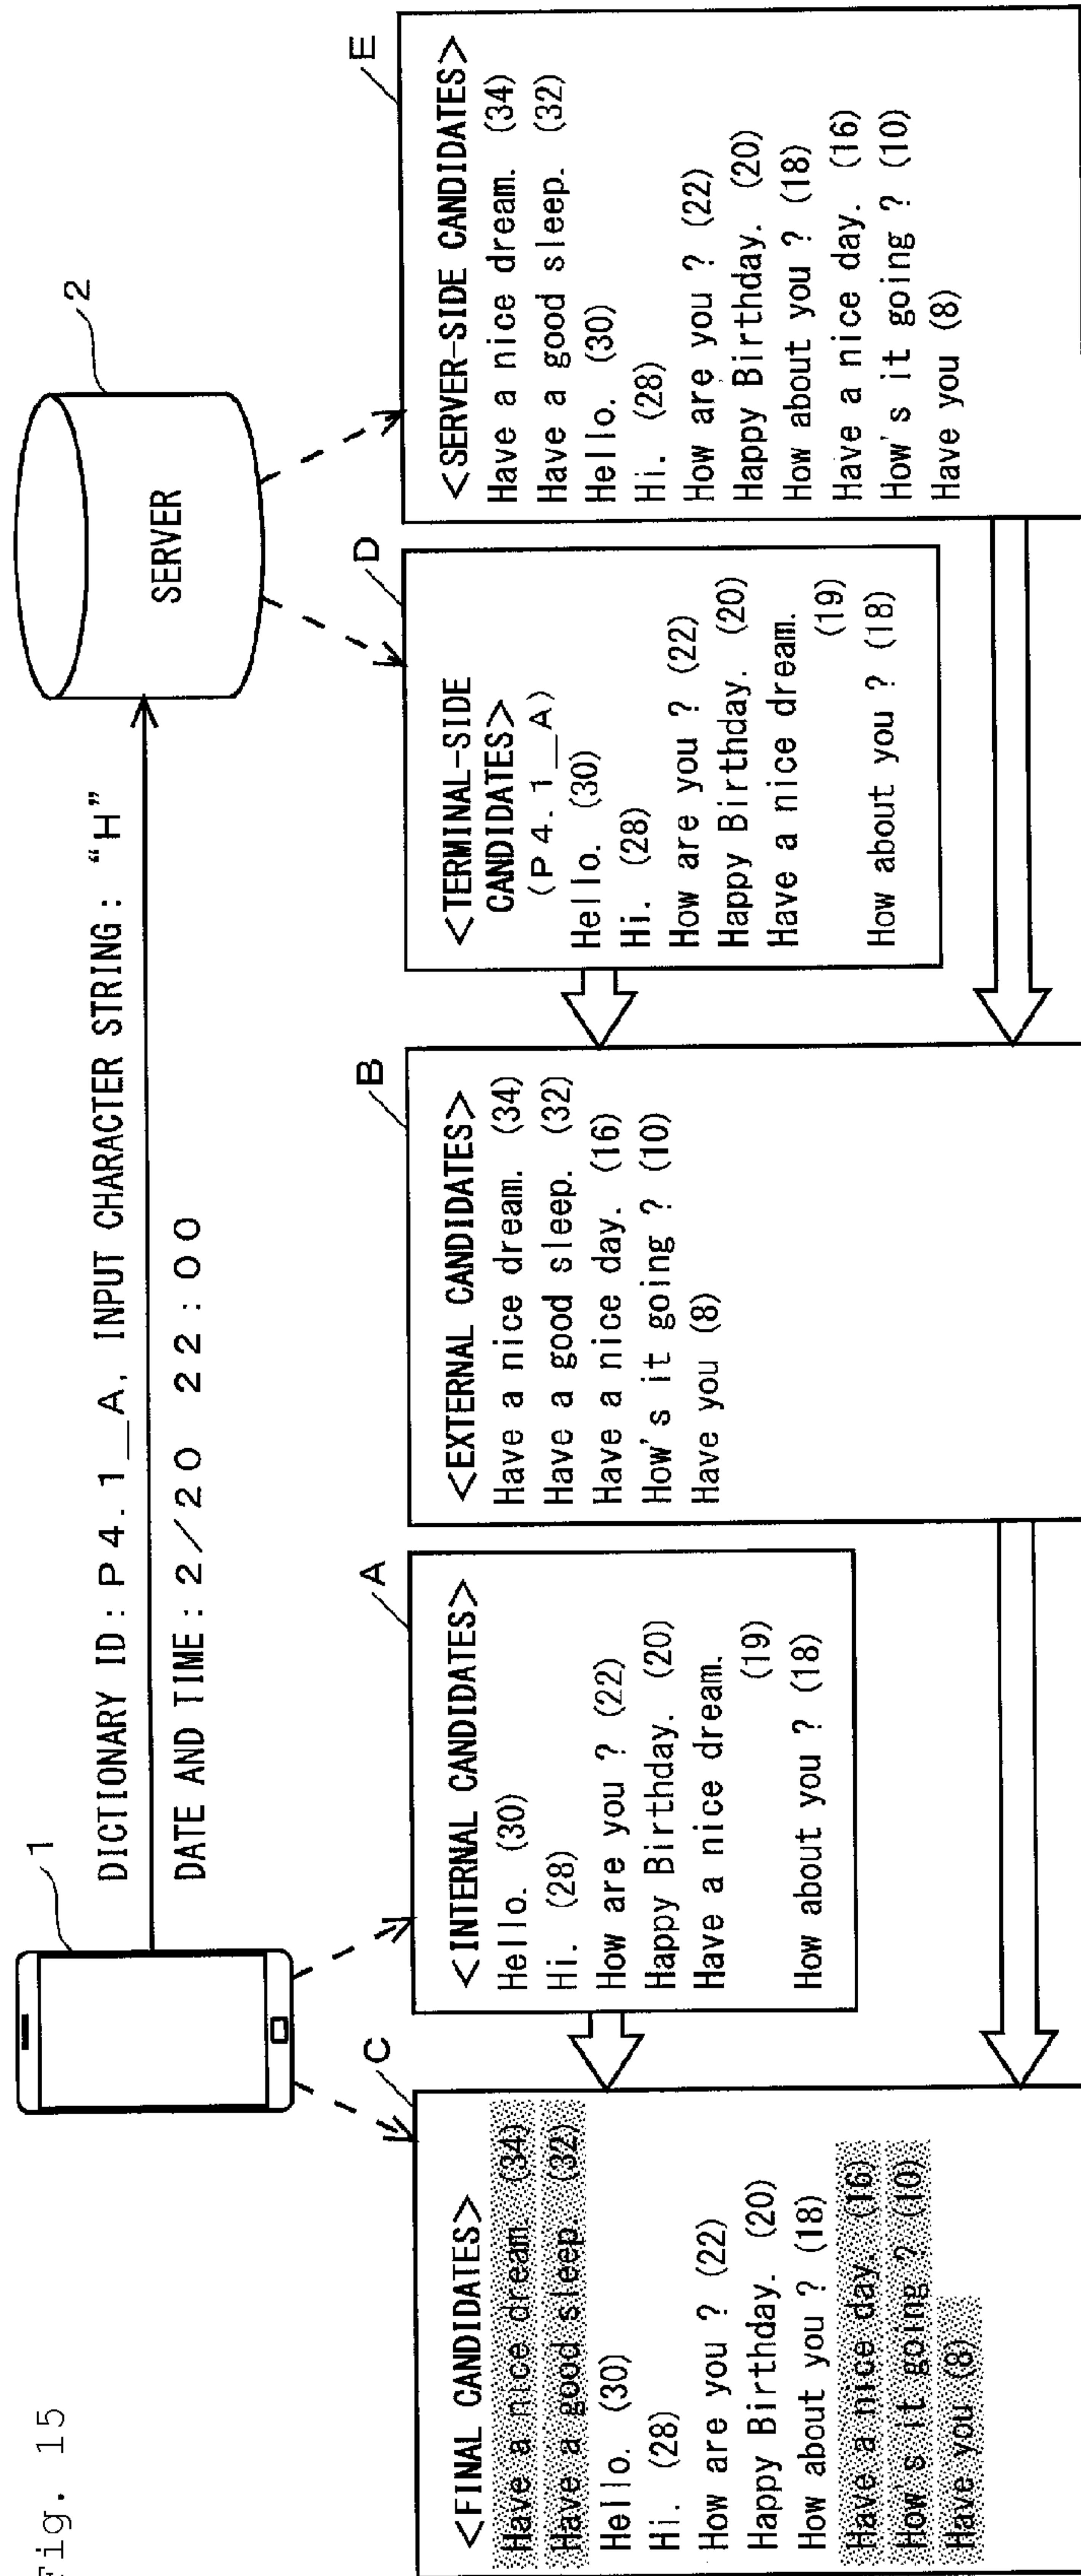 Fig. 15
1
DICTIONARY ID : P4.1_A, INPUT CHARACTER STRING : “H”
DATE AND TIME : 2/20 22:00
2
SERVER
C
<FINAL CANDIDATES>
Have a nice dream. (34)
Have a good sleep. (32)
Hello. (30)
Hi. (28)
How are you ? (22)
Happy Birthday. (20)
How about you ? (18)
Have a nice day. (16)
How's it going ? (10)
Have you (8)
A
<INTERNAL CANDIDATES>
Hello. (30)
Hi. (28)
How are you ? (22)
Happy Birthday. (20)
Have a nice dream.
(19)
How about you ? (18)
B
<EXTERNAL CANDIDATES>
Have a nice dream. (34)
Have a good sleep. (32)
Have a nice day. (16)
How's it going ? (10)
Have you (8)
D
<TERMINAL-SIDE
CANDIDATES>
(P4.1_A)
Hello. (30)
Hi. (28)
How are you ? (22)
Happy Birthday. (20)
Have a nice dream.
(19)
How about you ? (18)
E
<SERVER-SIDE CANDIDATES>
Have a nice dream. (34)
Have a good sleep. (32)
Hello. (30)
Hi. (28)
How are you ? (22)
Happy Birthday. (20)
How about you ? (18)
Have a nice day. (16)
How's it going ? (10)
Have you (8)